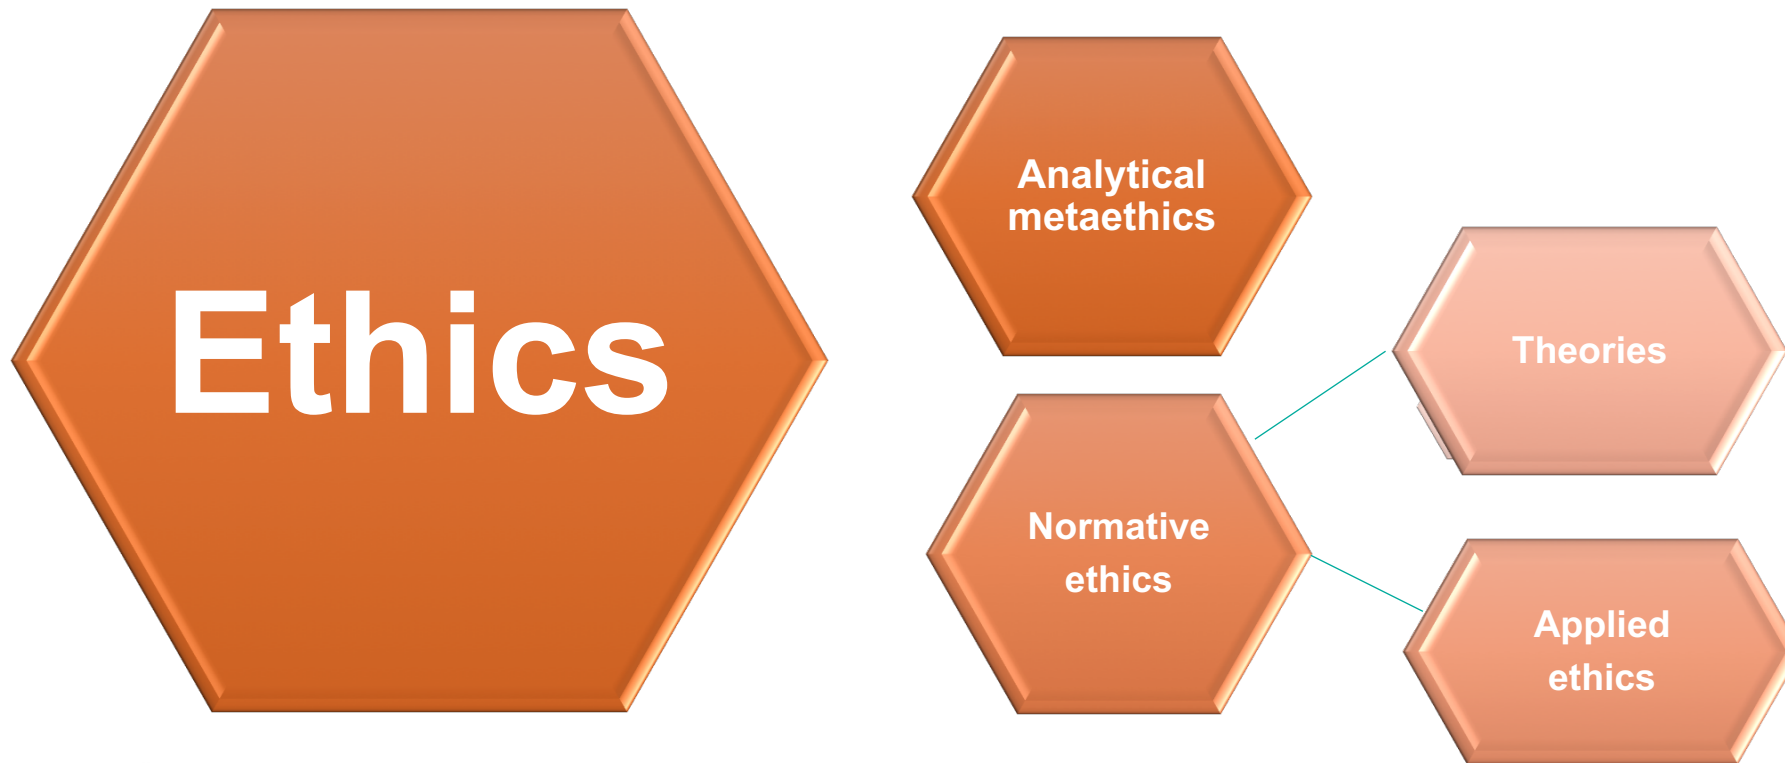 Ethics
Analytical
metaethics
Normative
ethics
Theories
Applied
ethics